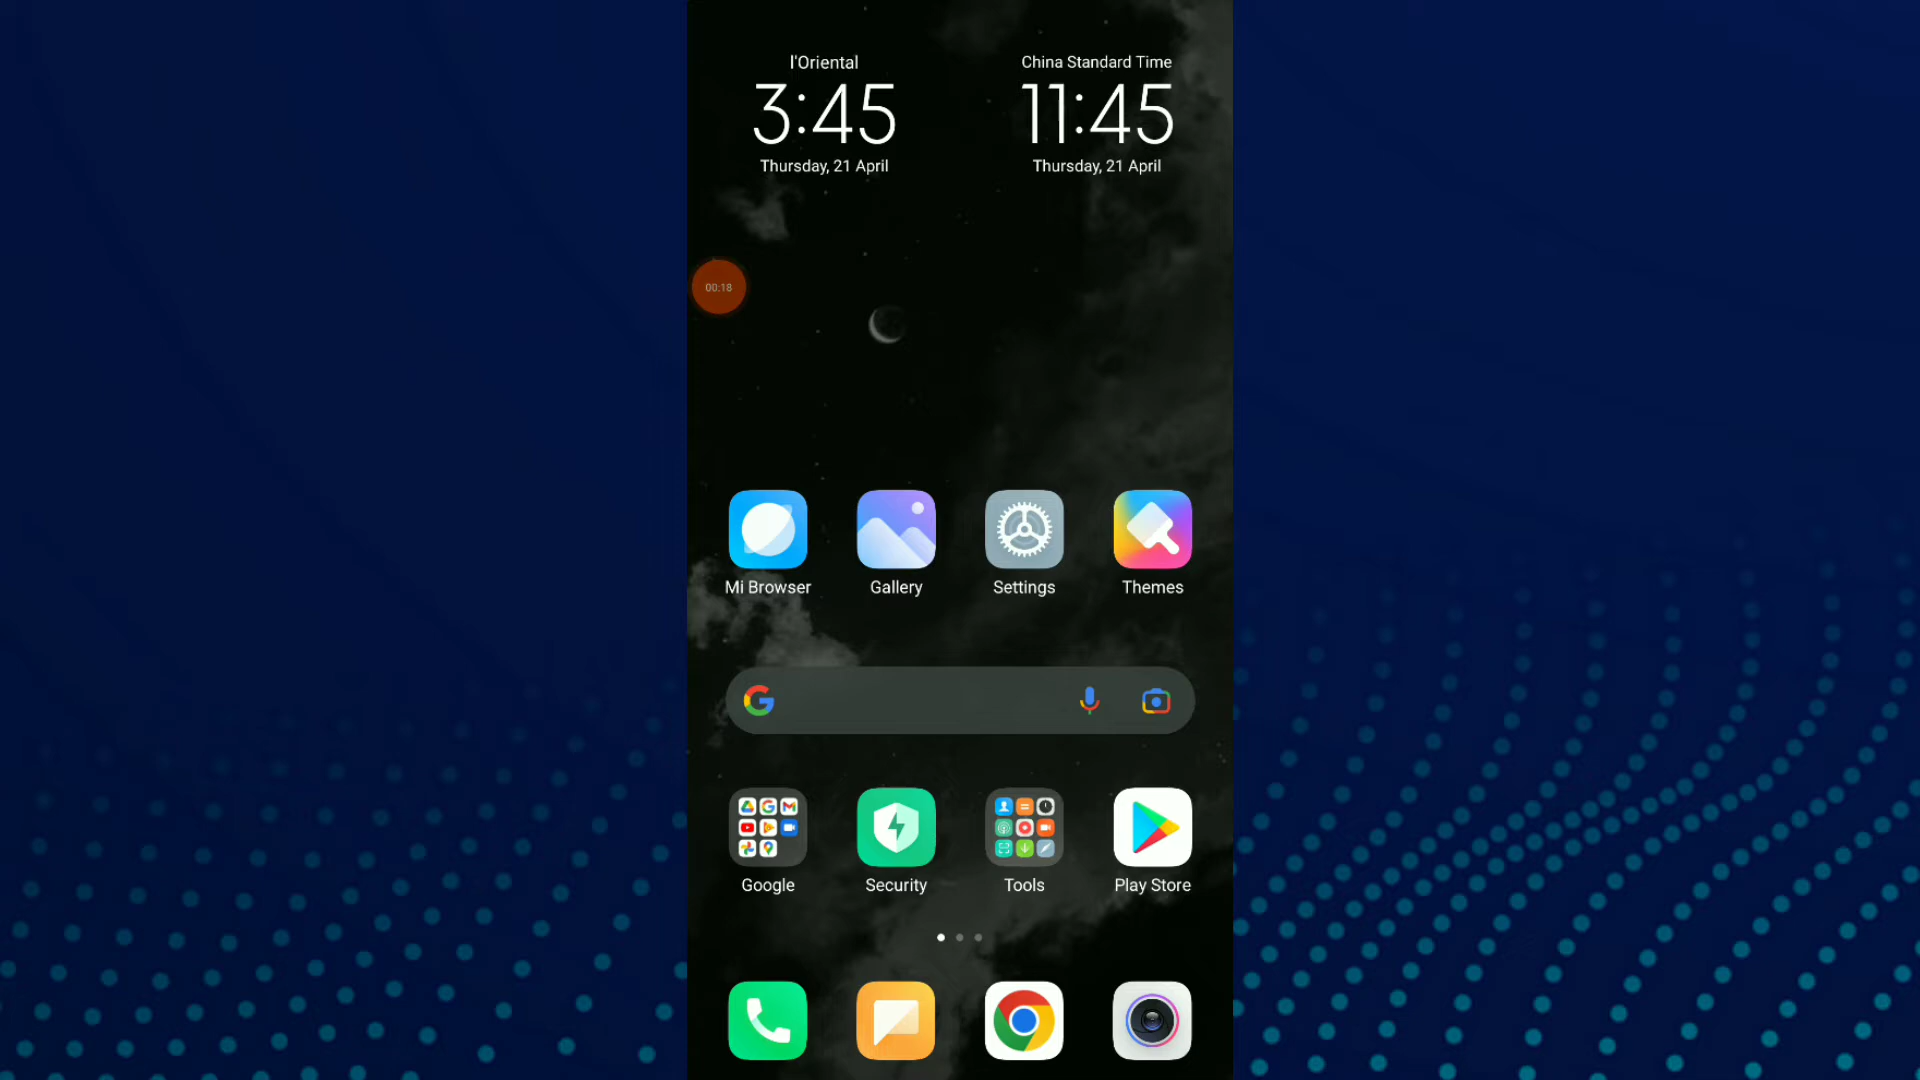 l'Oriental
China Standard Time
3:45
11:45
Thursday, 21 April
Thursday, 21 April
00:18
Mi Browser
Gallery
Settings
Themes
Google
Security
Tools
Play Store